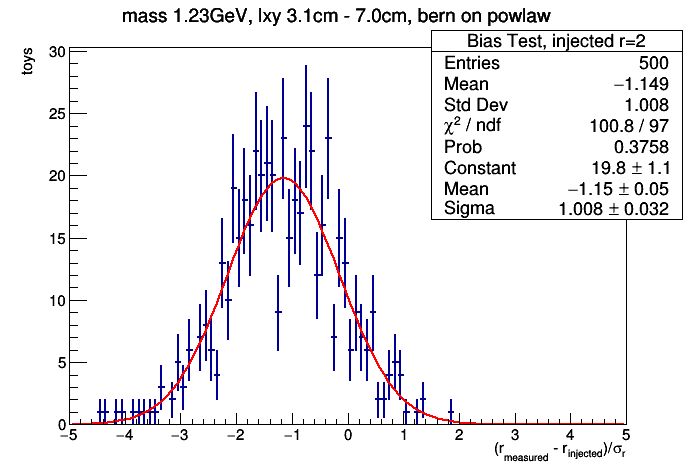 mass 1.23GeV, lxy 3.1cm - 7.0cm, bern on powlaw
Bias Test, injected r=2
Entries 500
Mean −1.149
Std Dev 1.008
χ² / ndf 100.8 / 97
Prob 0.3758
Constant 19.8 ± 1.1
Mean −1.15 ± 0.05
Sigma 1.008 ± 0.032
toys
30
25
20
15
10
5
0
−5 −4 −3 −2 −1 0 1 2 3 4 5
(r_measured - r_injected)/σ_r